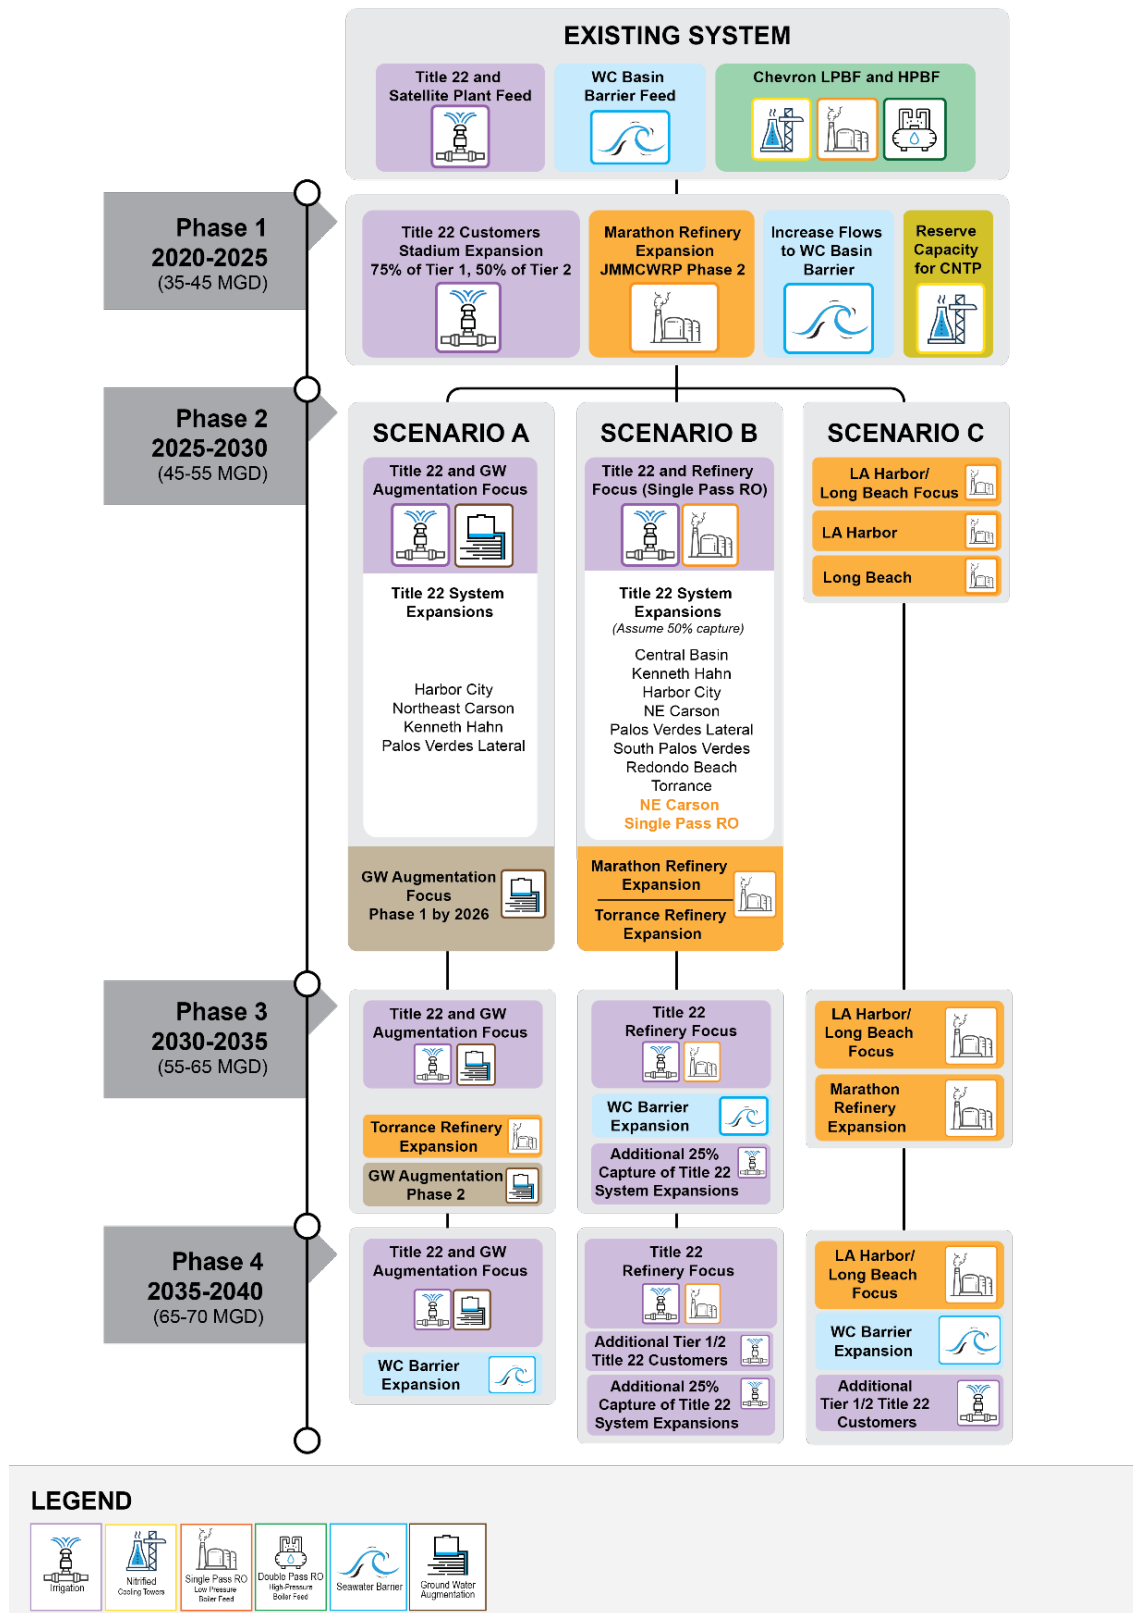 EXISTING SYSTEM
Title 22 and
Satellite Plant Feed
WC Basin
Barrier Feed
Chevron LPBF and HPBF
Phase 1
2020-2025
(35-45 MGD)
Title 22 Customers
Stadium Expansion
75% of Tier 1, 50% of Tier 2
Marathon Refinery
Expansion
JMMCWRP Phase 2
Increase Flows
to WC Basin
Barrier
Reserve
Capacity
for CNTP
Phase 2
2025-2030
(45-55 MGD)
SCENARIO A
Title 22 and GW
Augmentation Focus
Title 22 System
Expansions
Harbor City
Northeast Carson
Kenneth Hahn
Palos Verdes Lateral
GW Augmentation
Focus
Phase 1 by 2026
SCENARIO B
Title 22 and Refinery
Focus (Single Pass RO)
Title 22 System
Expansions
(Assume 50% capture)
Central Basin
Kenneth Hahn
Harbor City
NE Carson
Palos Verdes Lateral
South Palos Verdes
Redondo Beach
Torrance
NE Carson
Single Pass RO
Marathon Refinery
Expansion
Torrance Refinery
Expansion
SCENARIO C
LA Harbor/
Long Beach Focus
LA Harbor
Long Beach
Phase 3
2030-2035
(55-65 MGD)
Title 22 and GW
Augmentation Focus
Torrance Refinery
Expansion
GW Augmentation
Phase 2
Title 22
Refinery Focus
WC Barrier
Expansion
Additional 25%
Capture of Title 22
System Expansions
LA Harbor/
Long Beach
Focus
Marathon
Refinery
Expansion
Phase 4
2035-2040
(65-70 MGD)
Title 22 and GW
Augmentation Focus
WC Barrier
Expansion
Title 22
Refinery Focus
Additional Tier 1/2
Title 22 Customers
Additional 25%
Capture of Title 22
System Expansions
LA Harbor/
Long Beach
Focus
WC Barrier
Expansion
Additional
Tier 1/2 Title 22
Customers
LEGEND
Irrigation
Nitrified
Cooling Towers
Single Pass RO
Low Pressure
Boiler Feed
Double Pass RO
High-Pressure
Boiler Feed
Seawater Barrier
Ground Water
Augmentation